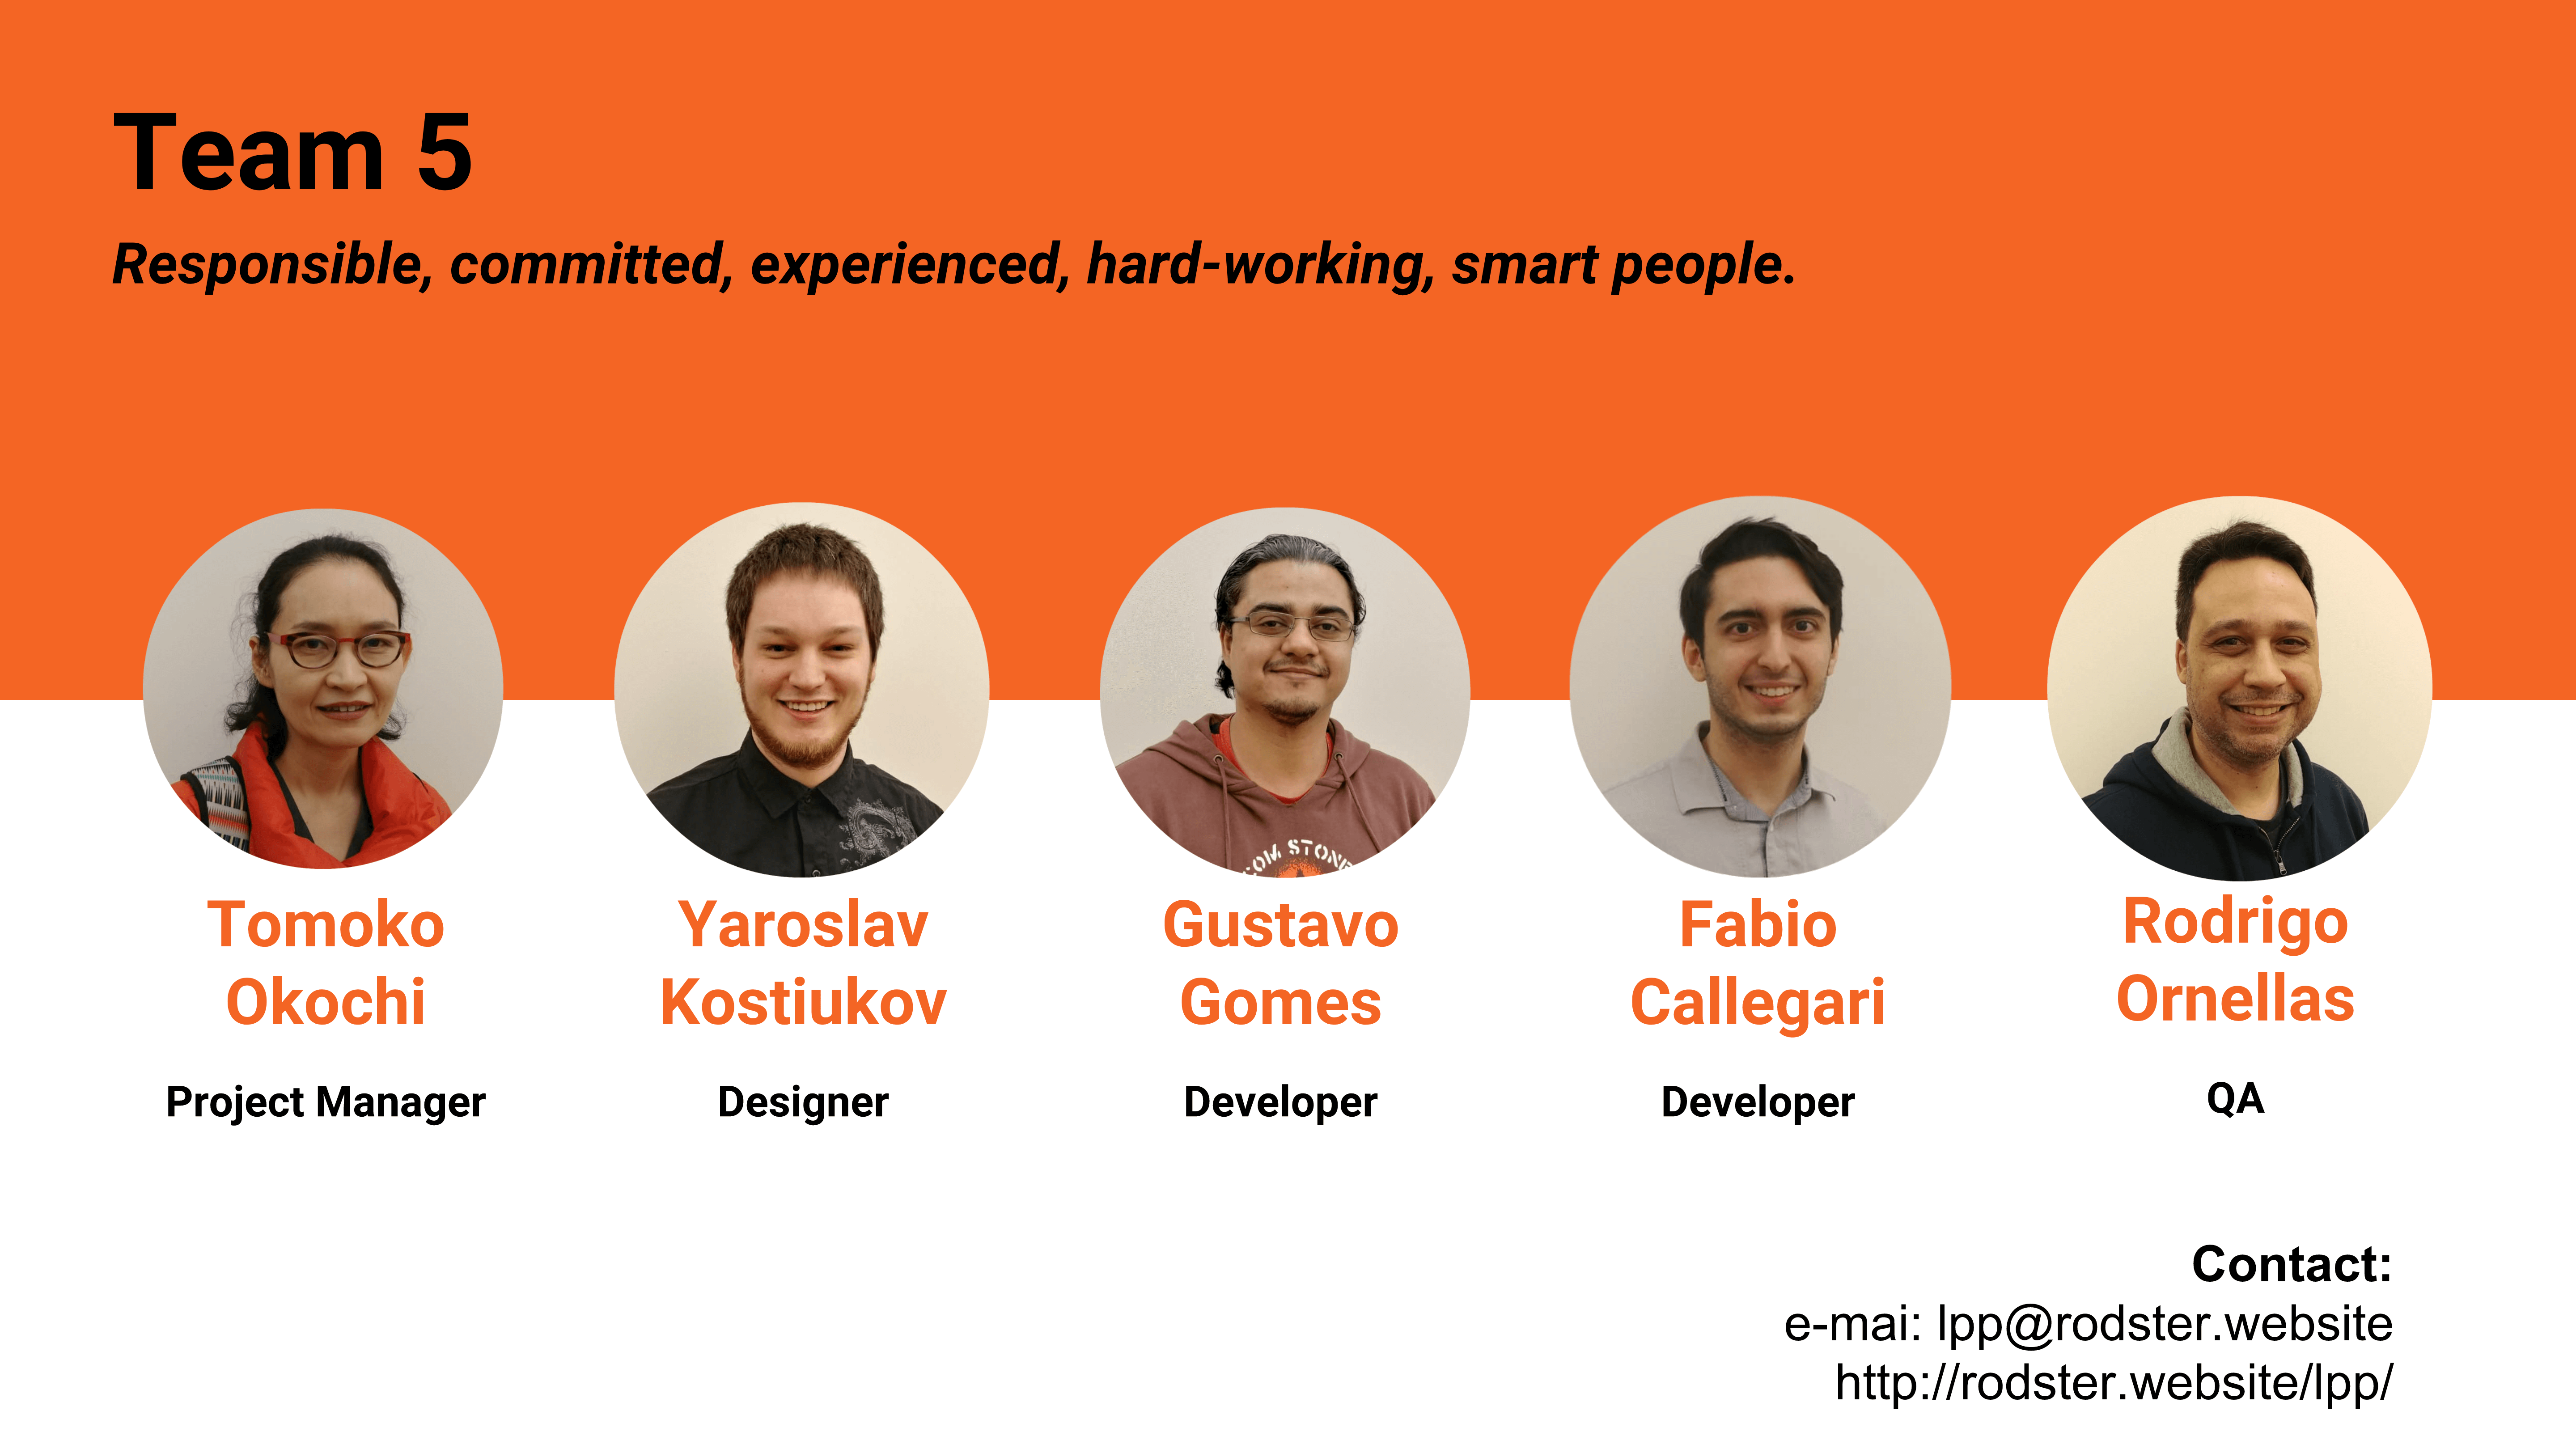 Team 5
Responsible, committed, experienced, hard-working, smart people.
Tomoko
Okochi
Project Manager
Yaroslav
Kostiukov
Designer
Gustavo
Gomes
Developer
Fabio
Callegari
Developer
Rodrigo
Ornellas
QA
Contact:
e-mai: lpp@rodster.website
http://rodster.website/lpp/